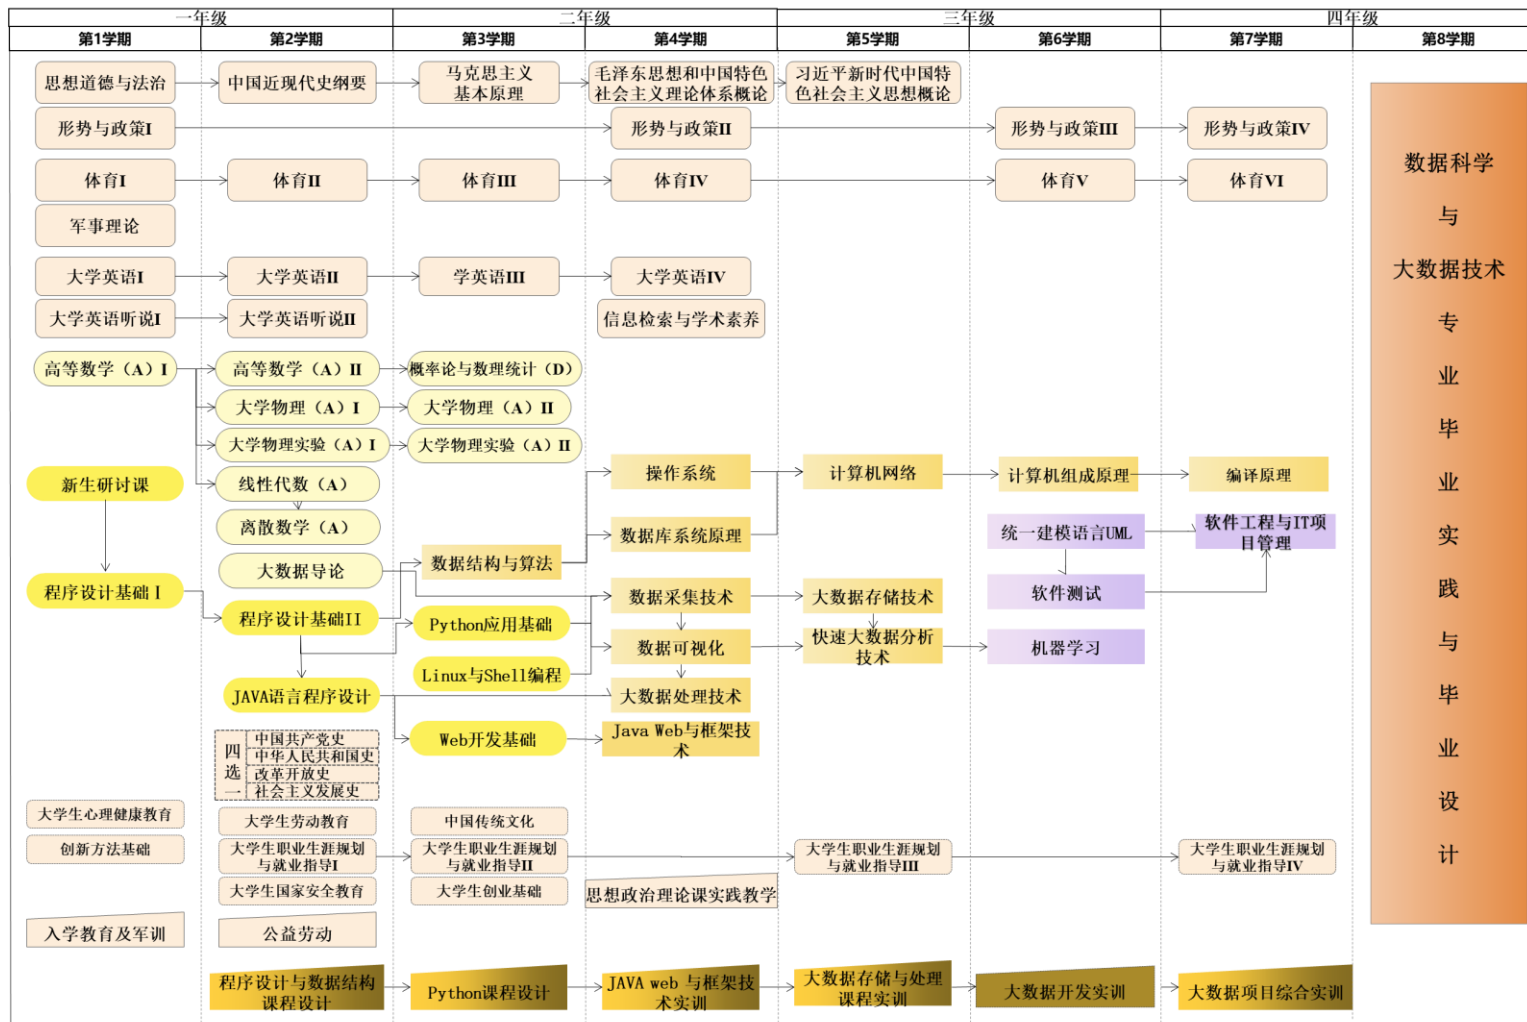 一年级
二年级
三年级
四年级
第1学期
第2学期
第3学期
第4学期
第5学期
第6学期
第7学期
第8学期
思想道德与法治
中国近现代史纲要
马克思主义
基本原理
毛泽东思想和中国特色
社会主义理论体系概论
习近平新时代中国特
色社会主义思想概论
形势与政策I
形势与政策II
形势与政策III
形势与政策IV
体育I
体育II
体育III
体育IV
体育V
体育VI
军事理论
大学英语I
大学英语II
学英语III
大学英语IV
大学英语听说I
大学英语听说II
信息检索与学术素养
高等数学（A）I
高等数学（A）II
概率论与数理统计（D）
大学物理（A）I
大学物理（A）II
大学物理实验（A）I
大学物理实验（A）II
新生研讨课
线性代数（A）
操作系统
计算机网络
计算机组成原理
编译原理
离散数学（A）
数据库系统原理
统一建模语言UML
软件工程与IT项
目管理
大数据导论
数据结构与算法
程序设计基础 I
程序设计基础II
Python应用基础
数据采集技术
大数据存储技术
软件测试
Linux与Shell编程
数据可视化
快速大数据分析
技术
机器学习
JAVA语言程序设计
大数据处理技术
Web开发基础
Java Web与框架技
术
四
选
一
中国共产党史
中华人民共和国史
改革开放史
社会主义发展史
大学生心理健康教育
大学生劳动教育
中国传统文化
创新方法基础
大学生职业生涯规划
与就业指导I
大学生职业生涯规划
与就业指导II
大学生职业生涯规划
与就业指导III
大学生职业生涯规划
与就业指导IV
大学生国家安全教育
大学生创业基础
思想政治理论课实践教学
入学教育及军训
公益劳动
程序设计与数据结构
课程设计
Python课程设计
JAVA web 与框架技
术实训
大数据存储与处理
课程实训
大数据开发实训
大数据项目综合实训
数据科学
与
大数据技术
专
业
毕
业
实
践
与
毕
业
设
计